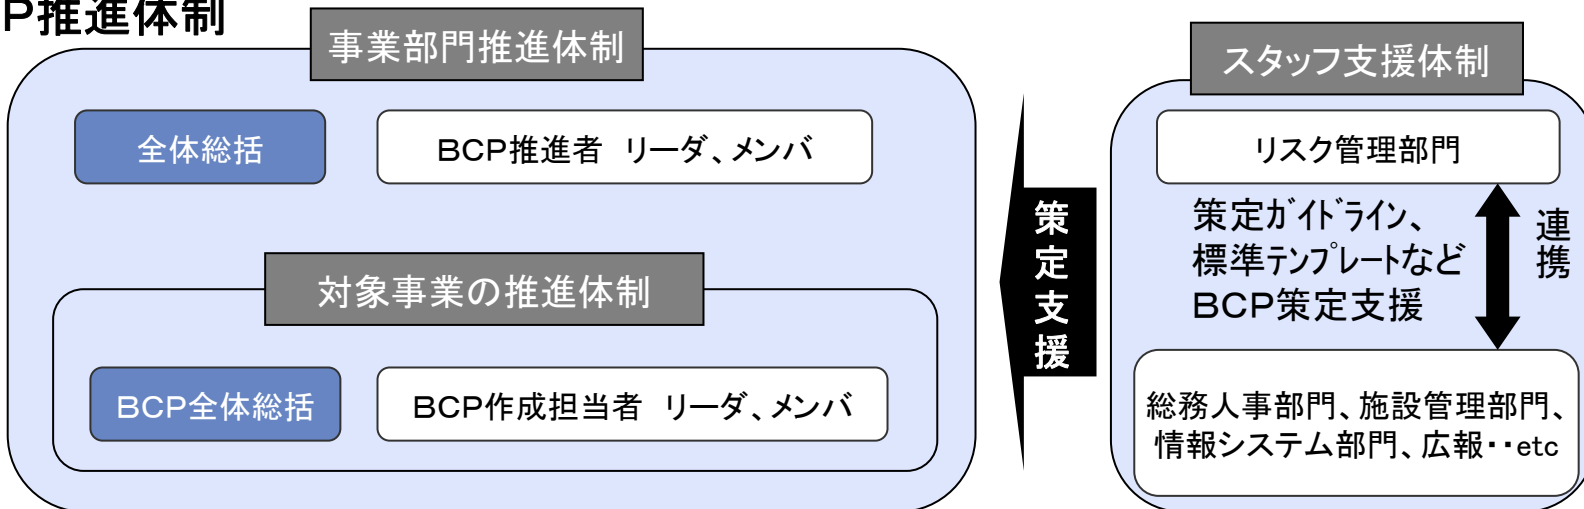 P推進体制
事業部門推進体制
全体総括
BCP推進者 リーダ、メンバ
対象事業の推進体制
BCP全体総括
BCP作成担当者 リーダ、メンバ
策定支援
スタッフ支援体制
リスク管理部門
策定ガイドライン、
標準テンプレートなど
BCP策定支援
連携
総務人事部門、施設管理部門、
情報システム部門、広報・・etc